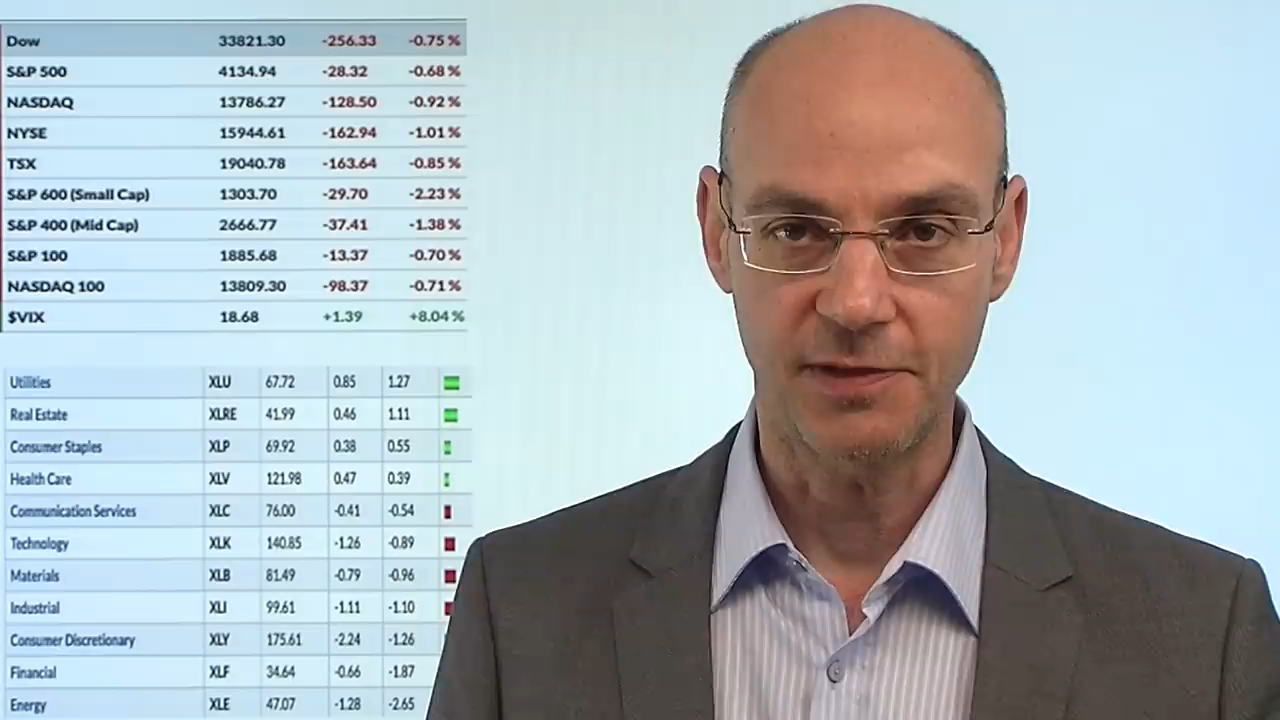 Dow 33821.30 -256.33 -0.75 %
S&P 500 4134.94 -28.32 -0.68 %
NASDAQ 13786.27 -128.50 -0.92 %
NYSE 15944.61 -162.94 -1.01 %
TSX 19040.78 -163.64 -0.85 %
S&P 600 (Small Cap) 1303.70 -29.70 -2.23 %
S&P 400 (Mid Cap) 2666.77 -37.41 -1.38 %
S&P 100 1885.68 -13.37 -0.70 %
NASDAQ 100 13809.30 -98.37 -0.71 %
$VIX 18.68 +1.39 +8.04 %
Utilities XLU 67.72 0.85 1.27
Real Estate XLRE 41.99 0.46 1.11
Consumer Staples XLP 69.92 0.38 0.55
Health Care XLV 121.98 0.47 0.39
Communication Services XLC 76.00 -0.41 -0.54
Technology XLK 140.85 -1.26 -0.89
Materials XLB 81.49 -0.79 -0.96
Industrial XLI 99.61 -1.11 -1.10
Consumer Discretionary XLY 175.61 -2.24 -1.26
Financial XLF 34.64 -0.66 -1.87
Energy XLE 47.07 -1.28 -2.65